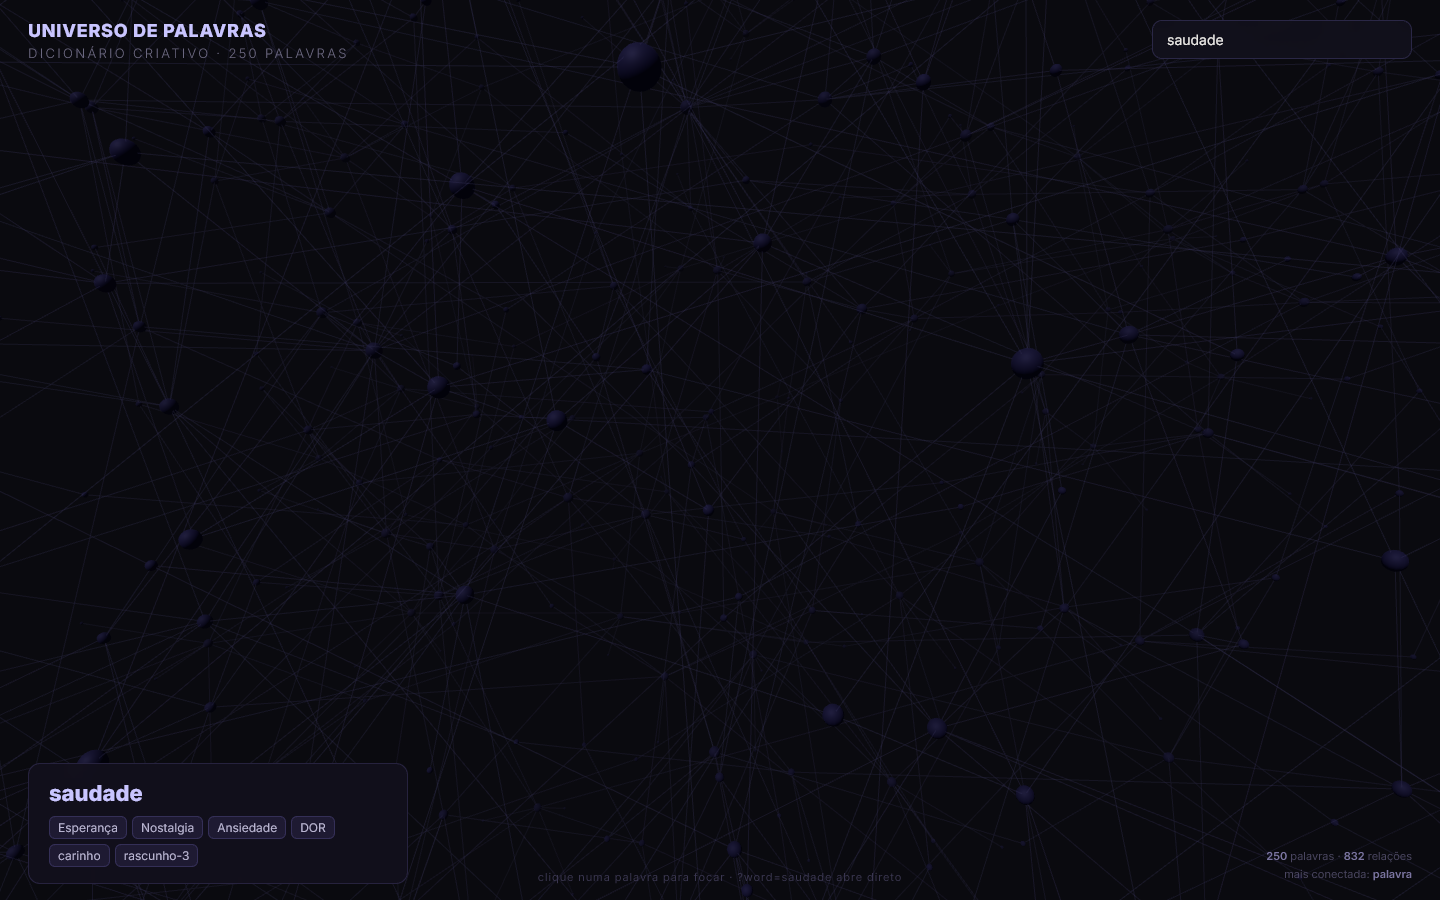 UNIVERSO DE PALAVRAS
DICIONÁRIO CRIATIVO · 250 PALAVRAS
saudade
saudade
Esperança Nostalgia Ansiedade DOR
carinho rascunho-3
clique numa palavra para focar · ?word=saudade abre direto
250 palavras · 832 relações
mais conectada: palavra